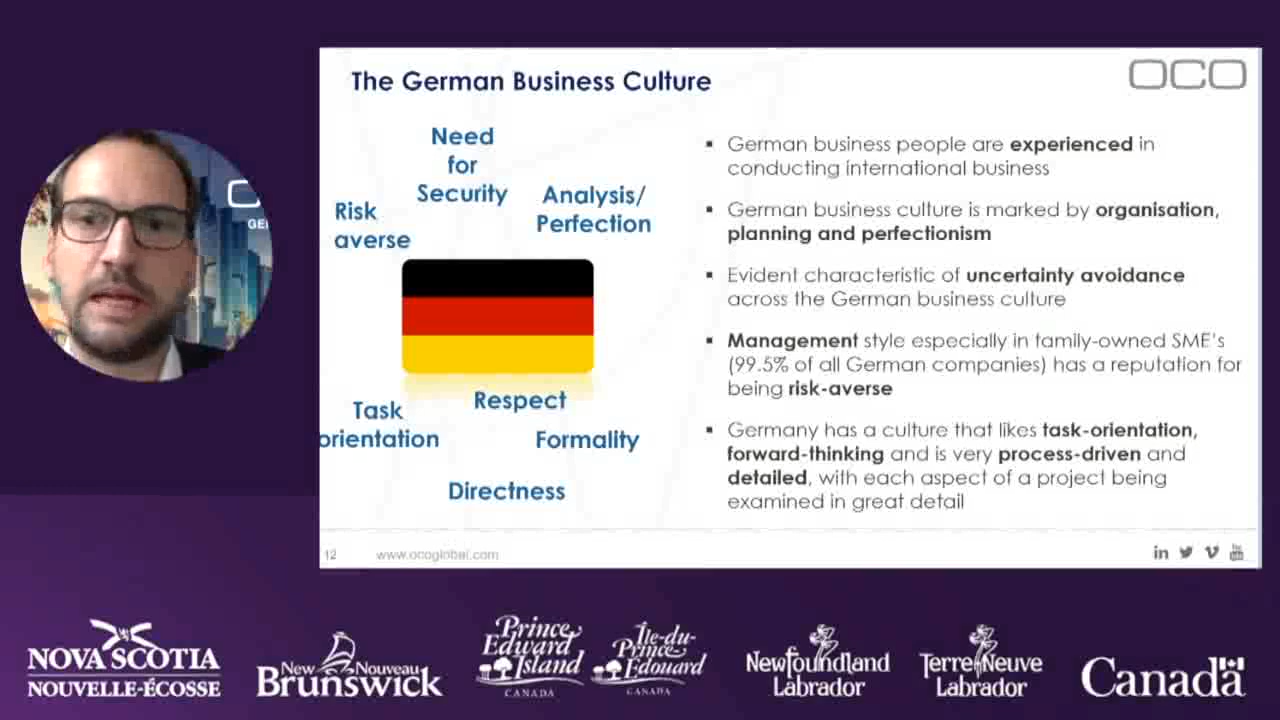 The German Business Culture
OCO
Need
for
Security
Analysis/
Perfection
Risk
averse
Respect
Task
orientation
Formality
Directness
▪ German business people are experienced in
conducting international business
▪ German business culture is marked by organisation,
planning and perfectionism
▪ Evident characteristic of uncertainty avoidance
across the German business culture
▪ Management style especially in family-owned SME's
(99.5% of all German companies) has a reputation for
being risk-averse
▪ Germany has a culture that likes task-orientation,
forward-thinking and is very process-driven and
detailed, with each aspect of a project being
examined in great detail
12
www.ocoglobal.com
in
NOVA SCOTIA
NOUVELLE-ÉCOSSE
New Nouveau
Brunswick
Prince
Edward
Island
CANADA
Île-du-
Prince
Édouard
CANADA
Newfoundland
Labrador
Terre Neuve
Labrador
Canada